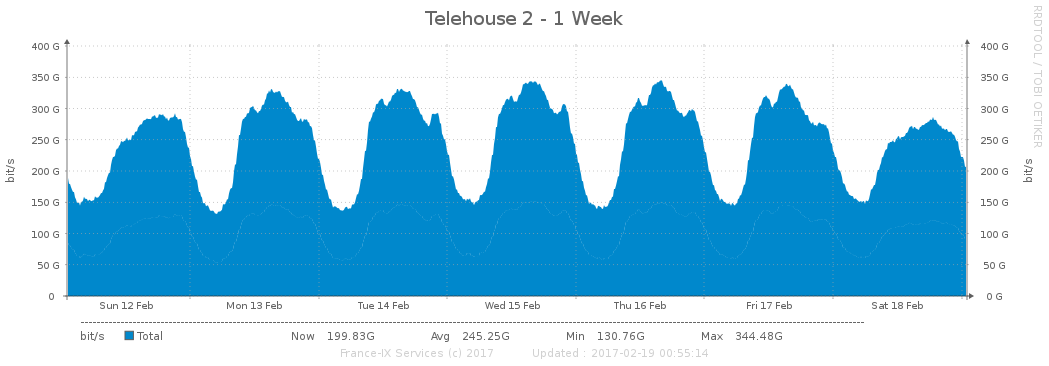 Telehouse 2 - 1 Week
RRDTOOL / TOBI OETIKER
400 G 400 G
350 G 350 G
300 G 300 G
250 G 250 G
200 G 200 G
150 G 150 G
100 G 100 G
50 G 50 G
0 0 G
bit/s
bit/s
Sun 12 Feb Mon 13 Feb Tue 14 Feb Wed 15 Feb Thu 16 Feb Fri 17 Feb Sat 18 Feb
bit/s Total Now 199.83G Avg 245.25G Min 130.76G Max 344.48G
France-IX Services (c) 2017 Updated : 2017-02-19 00:55:14